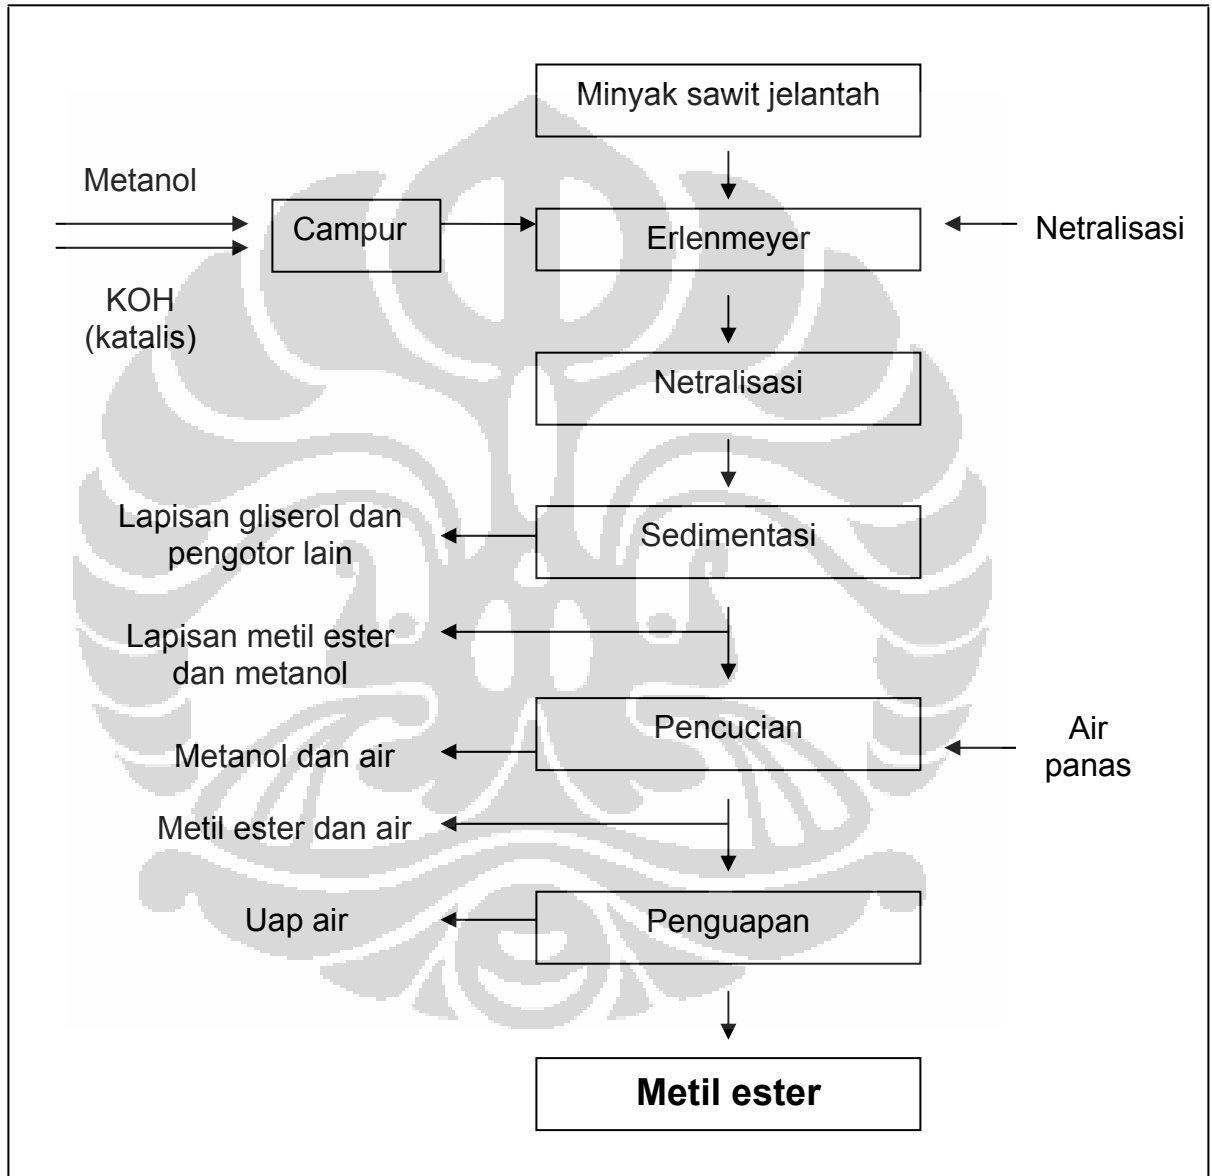 Minyak sawit jelantah
Metanol
Campur
Erlenmeyer
Netralisasi
KOH
(katalis)
Netralisasi
Lapisan gliserol dan
pengotor lain
Sedimentasi
Lapisan metil ester
dan metanol
Pencucian
Air
panas
Metanol dan air
Metil ester dan air
Uap air
Penguapan
Metil ester